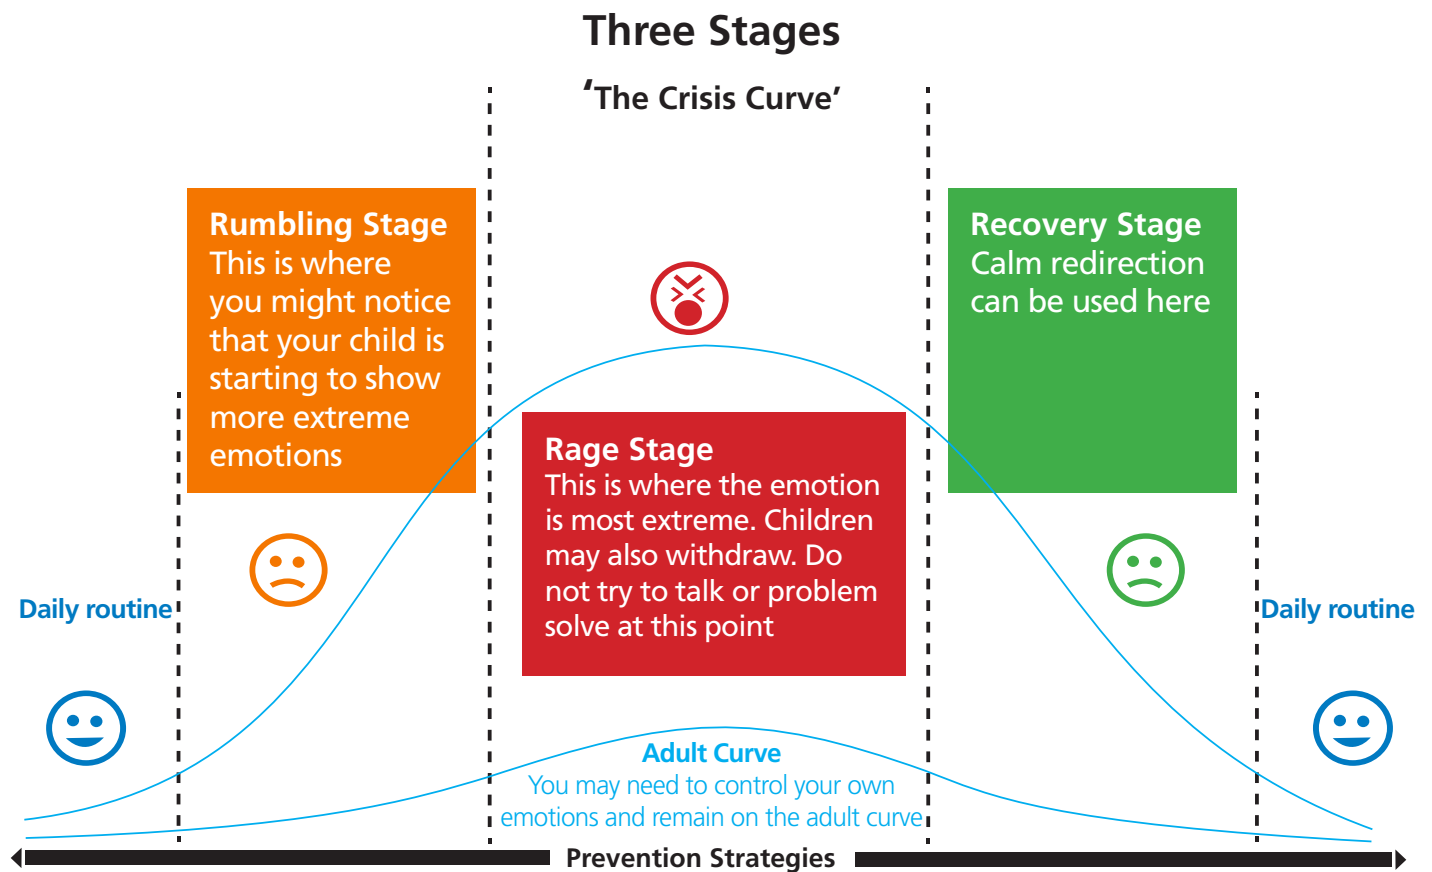 Three Stages
‘The Crisis Curve’
Rumbling Stage
This is where
you might notice
that your child is
starting to show
more extreme
emotions
Recovery Stage
Calm redirection
can be used here
Rage Stage
This is where the emotion
is most extreme. Children
may also withdraw. Do
not try to talk or problem
solve at this point
Daily routine
Daily routine
Adult Curve
You may need to control your own
emotions and remain on the adult curve
Prevention Strategies